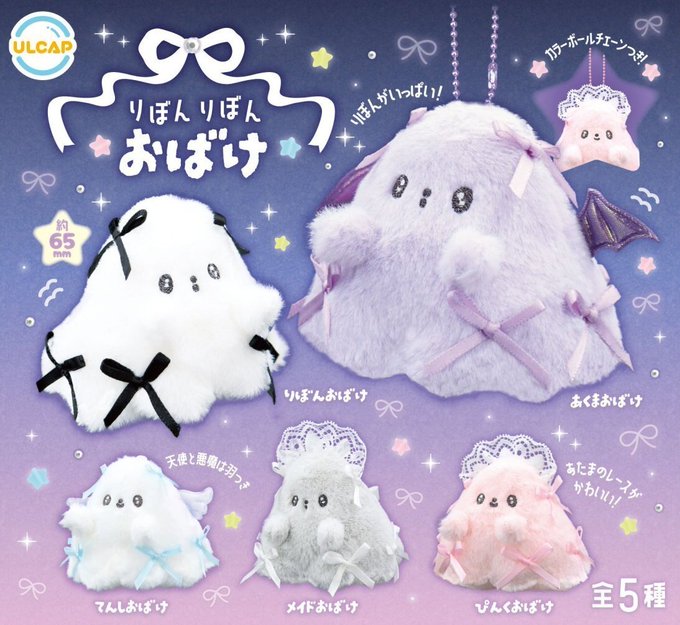 ULCAP
りぼんりぼん
おばけ
りぼんがいっぱい!
カラーボールチェーンつき!
約
65
mm
りぼんおばけ
あくまおばけ
天使と悪魔は羽つき
あたまのレースが
かわいい!
てんしおばけ
メイドおばけ
ぴんくおばけ
全5種